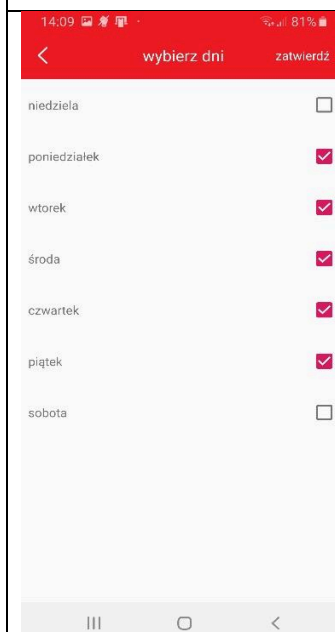 14:09 81%
wybierz dni zatwierdź
niedziela
poniedziałek
wtorek
środa
czwartek
piątek
sobota